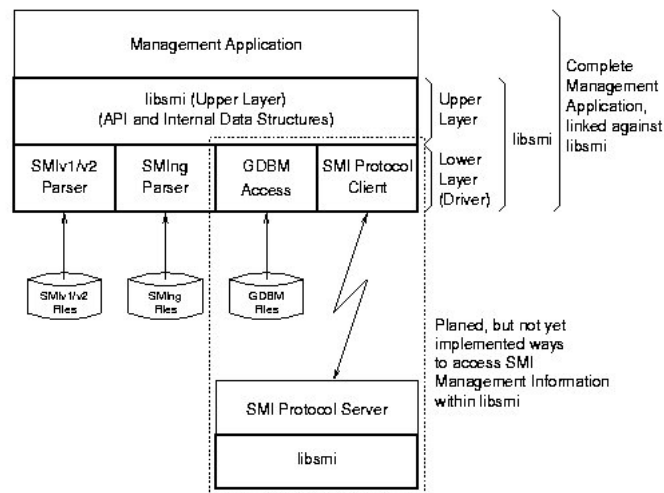 Management Application
libsmi (Upper Layer)
(API and Internal Data Structures)
SMIv1/v2
Parser
SMIng
Parser
GDBM
Access
SMI Protocol
Client
Upper
Layer
Lower
Layer
(Driver)
libsmi
Complete
Management
Application,
linked against
libsmi
SMIv1/v2
Files
SMIng
Files
GDBM
Files
Planed, but not yet
implemented ways
to access SMI
Management Information
within libsmi
SMI Protocol Server
libsmi